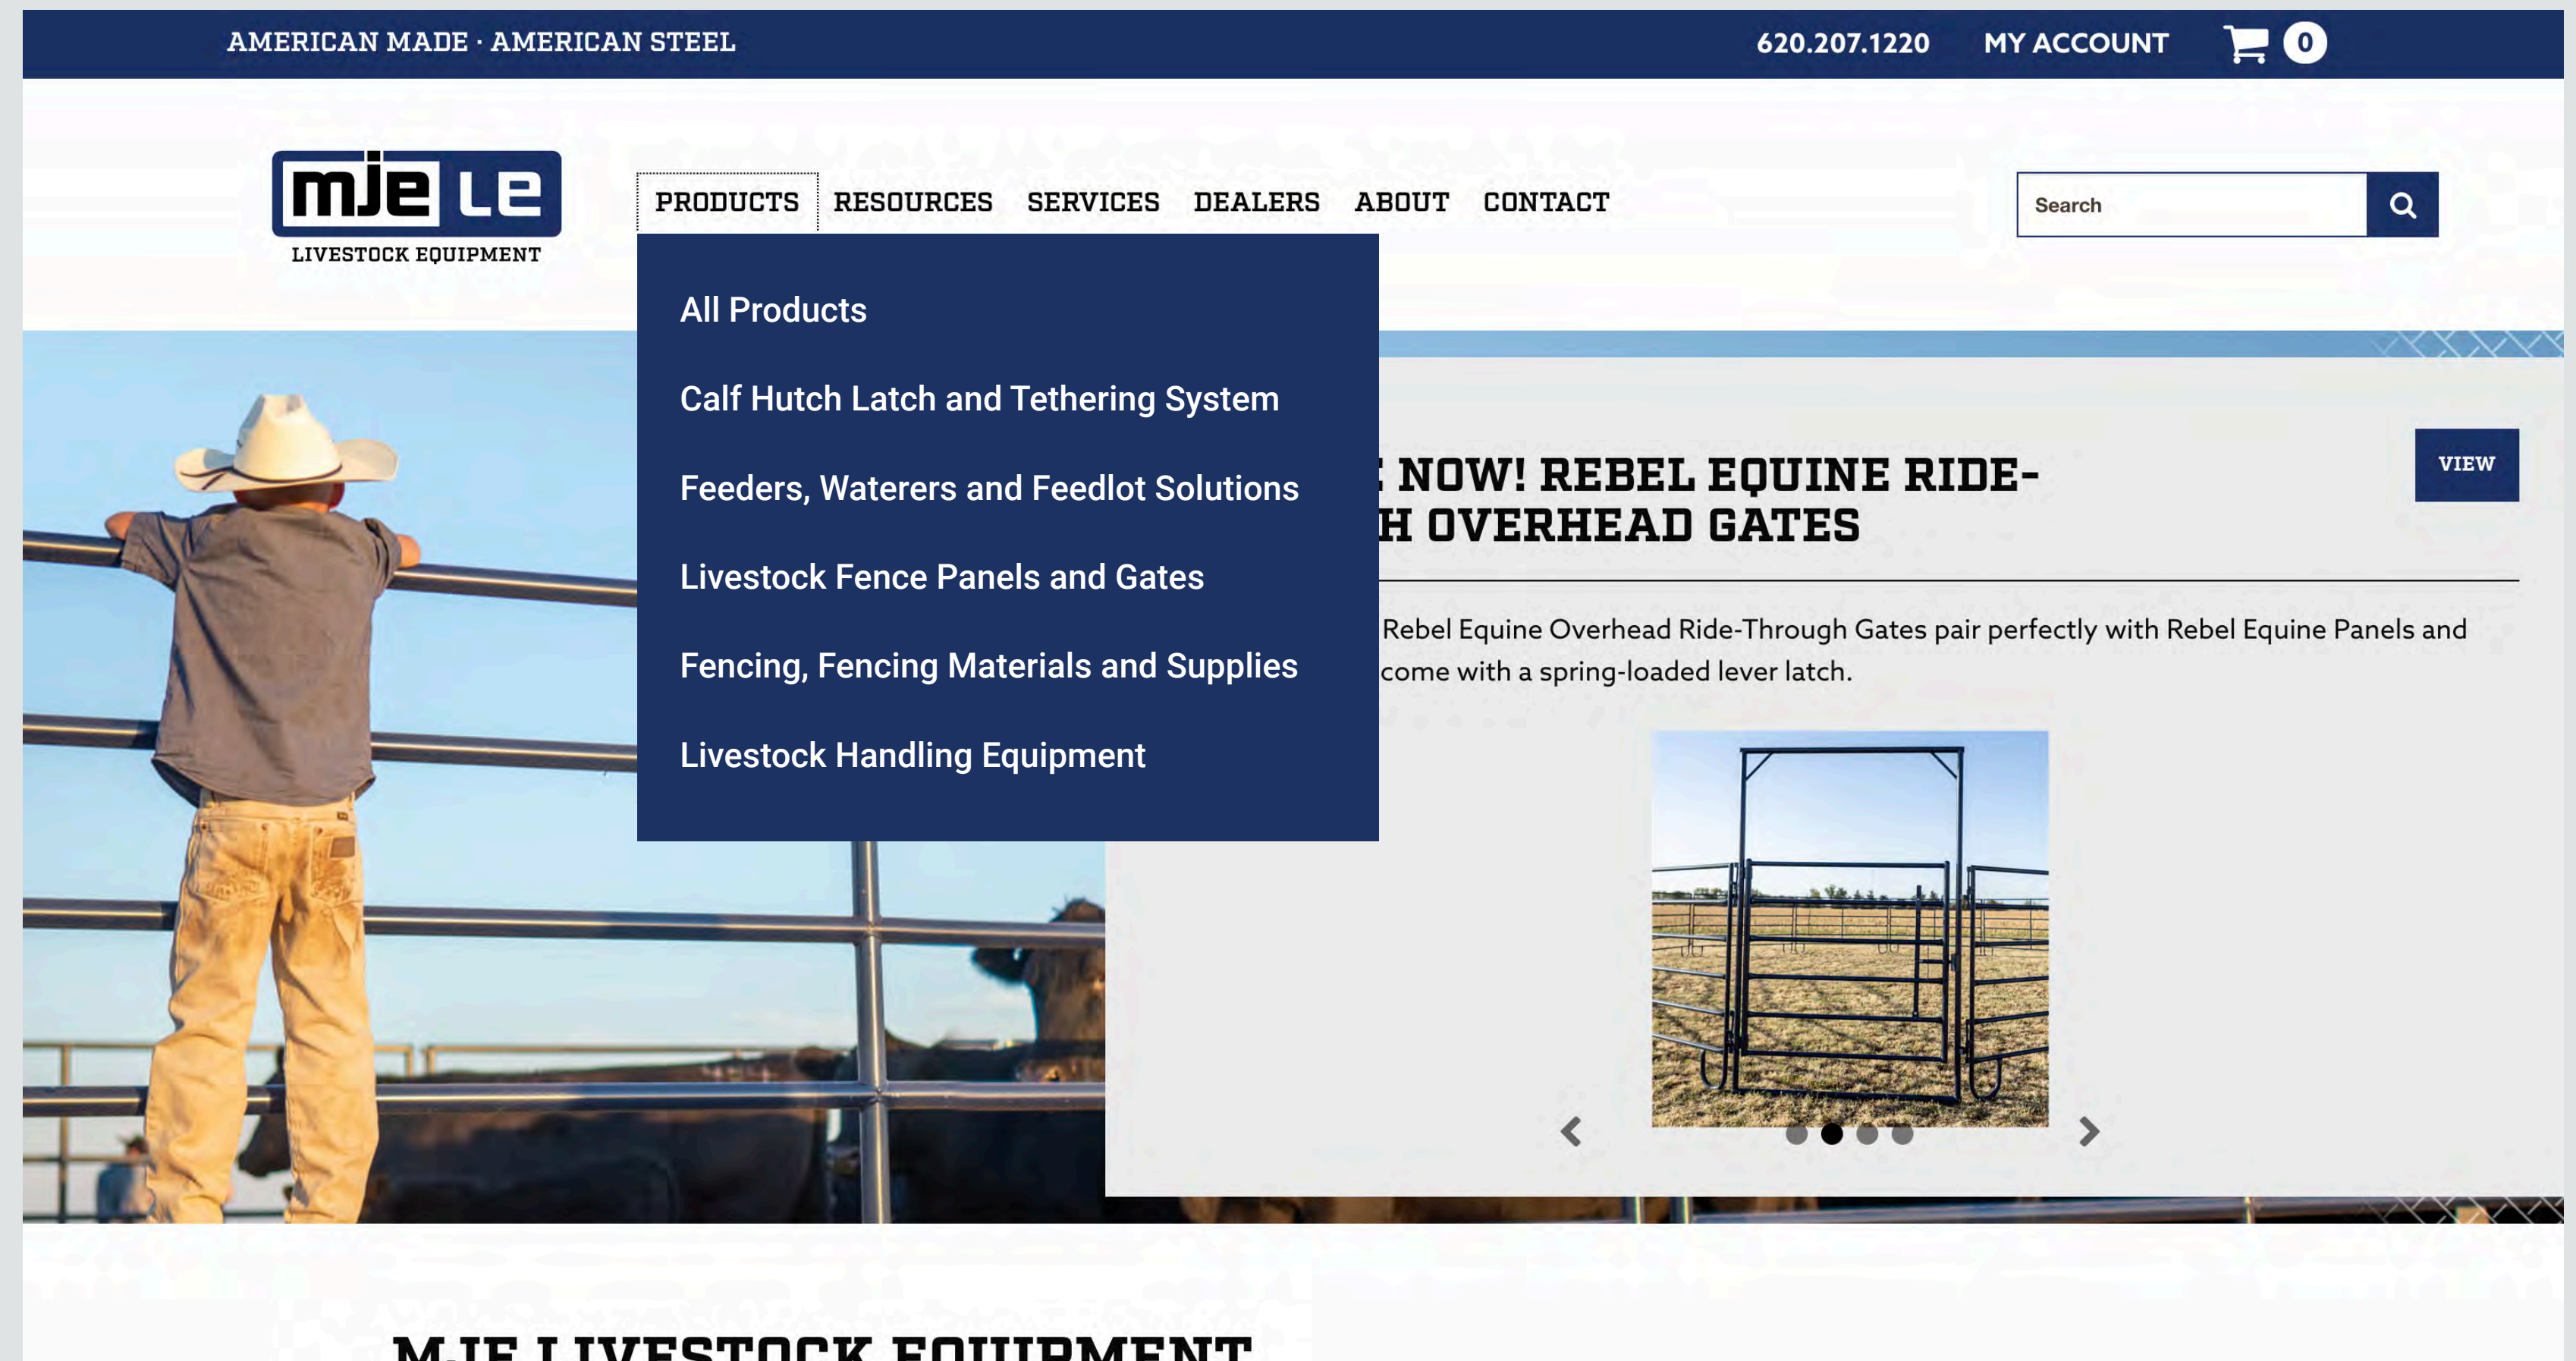 AMERICAN MADE · AMERICAN STEEL
620.207.1220
MY ACCOUNT
0
mje LE
LIVESTOCK EQUIPMENT
PRODUCTS
RESOURCES
SERVICES
DEALERS
ABOUT
CONTACT
Search
All Products
Calf Hutch Latch and Tethering System
Feeders, Waterers and Feedlot Solutions
Livestock Fence Panels and Gates
Fencing, Fencing Materials and Supplies
Livestock Handling Equipment
NOW! REBEL EQUINE RIDE-
OVERHEAD GATES
VIEW
Rebel Equine Overhead Ride-Through Gates pair perfectly with Rebel Equine Panels and
come with a spring-loaded lever latch.
MJE LIVESTOCK EQUIPMENT